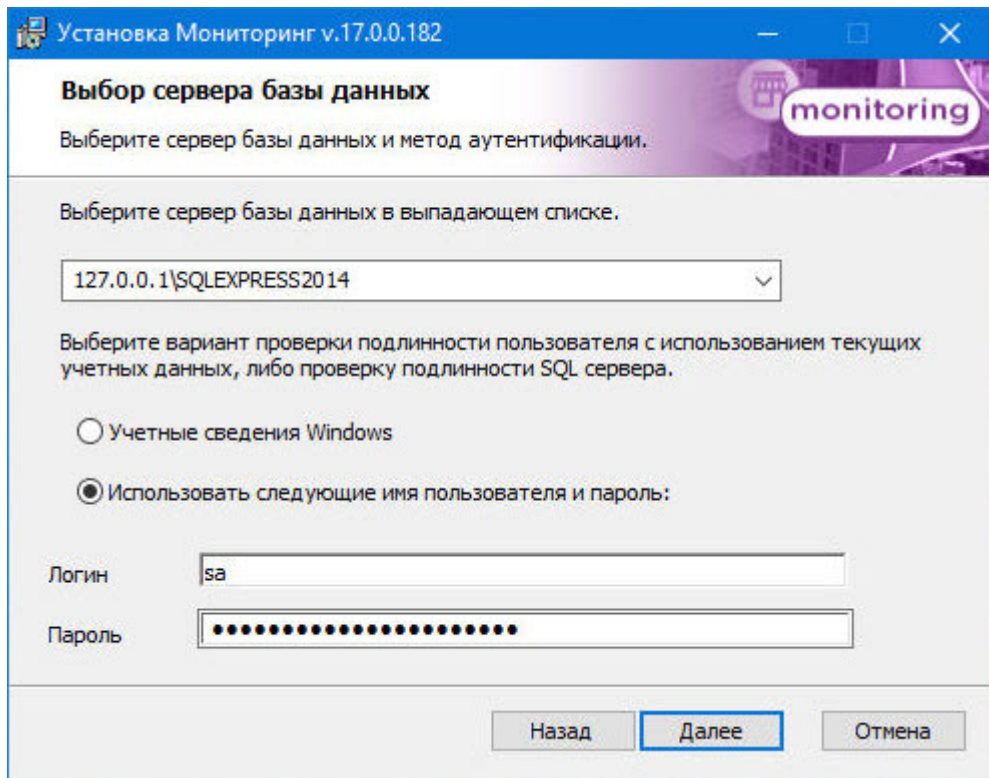 Установка Мониторинг v.17.0.0.182
Выбор сервера базы данных
monitoring
Выберите сервер базы данных и метод аутентификации.
Выберите сервер базы данных в выпадающем списке.
127.0.0.1\SQLEXPRESS2014
Выберите вариант проверки подлинности пользователя с использованием текущих
учетных данных, либо проверку подлинности SQL сервера.
Учетные сведения Windows
Использовать следующие имя пользователя и пароль:
Логин sa
Пароль ●●●●●●●●●●●●●●●●●●●●●●
Назад Далее Отмена